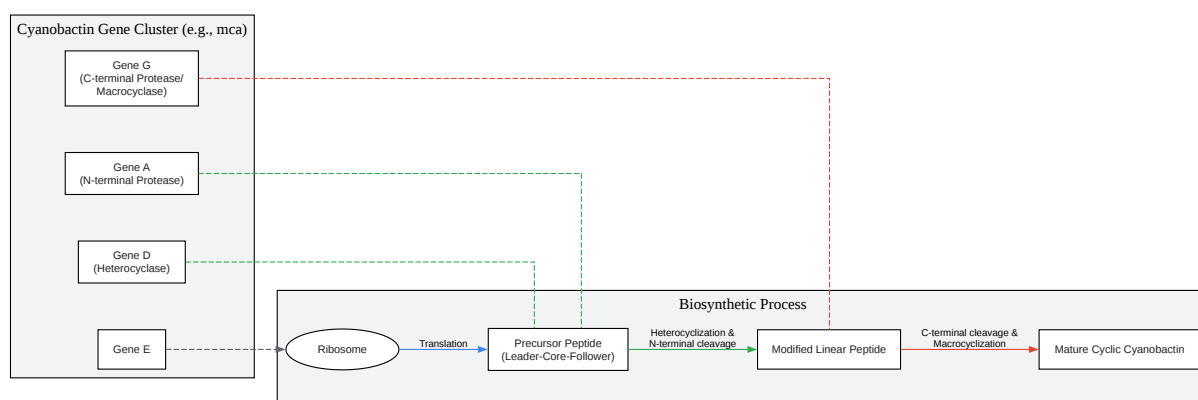 Cyanobactin Gene Cluster (e.g., mca)
Gene G
(C-terminal Protease/
Macrocyclase)
Gene A
(N-terminal Protease)
Gene D
(Heterocyclase)
Gene E
Biosynthetic Process
Ribosome
Translation
Precursor Peptide
(Leader-Core-Follower)
Heterocyclization &
N-terminal cleavage
Modified Linear Peptide
C-terminal cleavage &
Macrocyclization
Mature Cyclic Cyanobactin